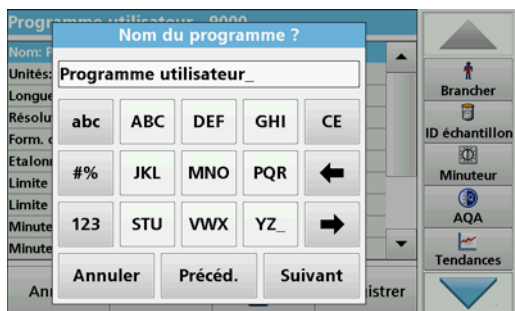 Programme utilisateur 9000
Nom du programme ?
Nom: P
Unités:
Programme utilisateur_
Longue
Résolu
Form. d
Etalonn
Limite
Limite
Minute
Minute
abc ABC DEF GHI CE
#% JKL MNO PQR
123 STU VWX YZ_
Annuler Précéd. Suivant
An istrer
Brancher
ID échantillon
Minuteur
AQA
Tendances